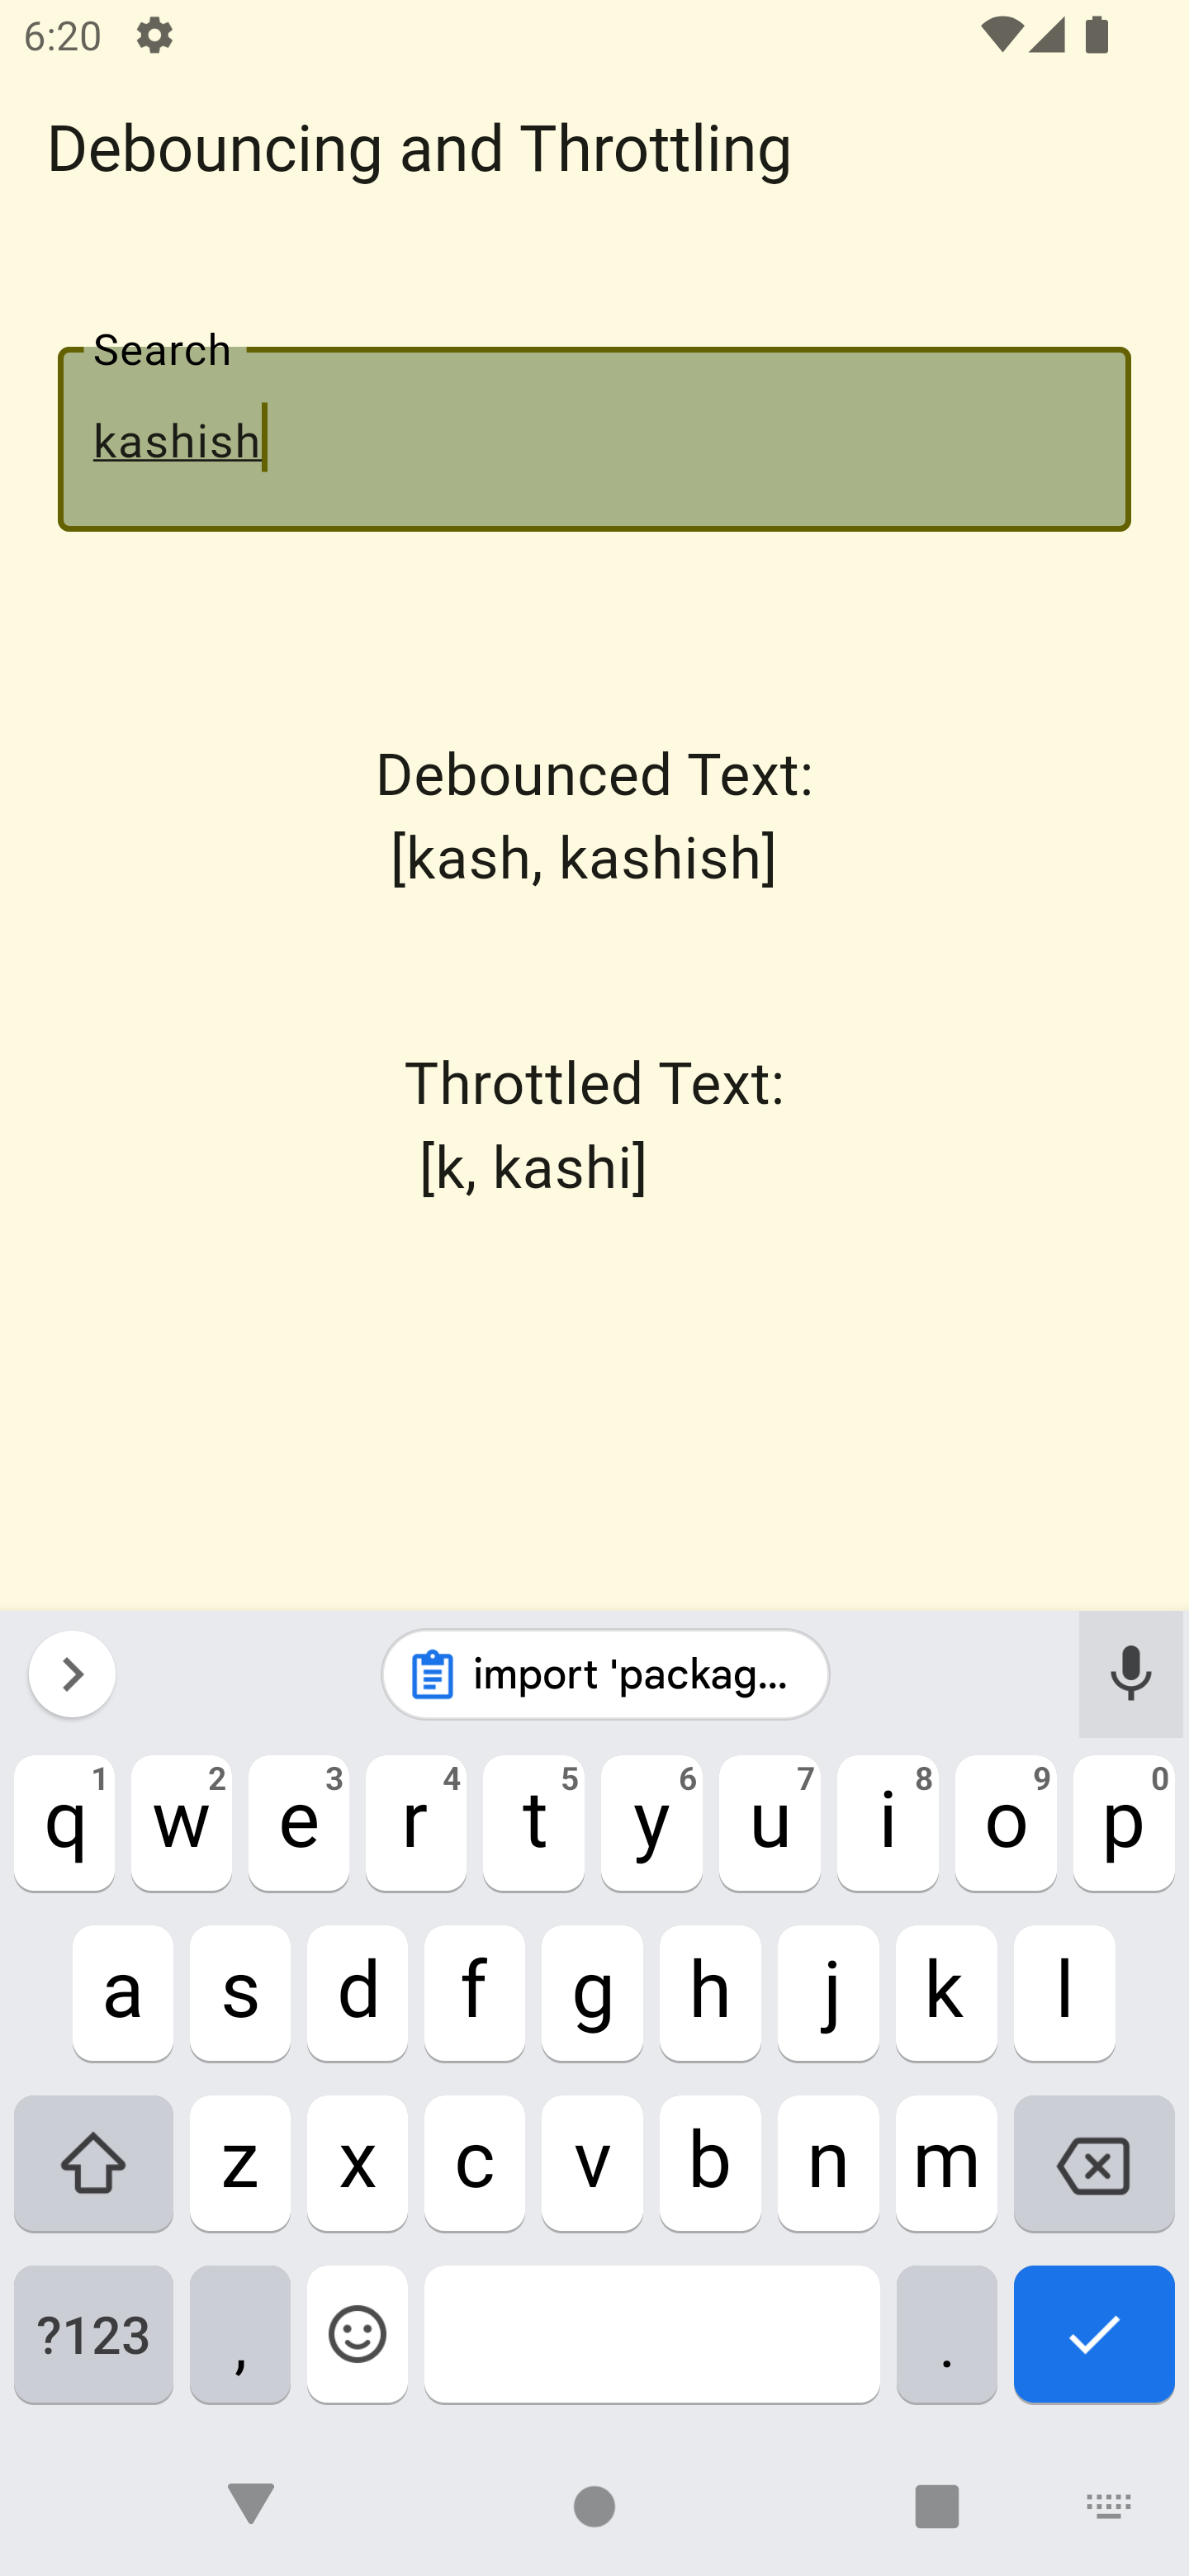 6:20
Debouncing and Throttling
Search
kashish
Debounced Text:
[kash, kashish]
Throttled Text:
[k, kashi]
import 'packag...
1 2 3 4 5 6 7 8 9 0
q w e r t y u i o p
a s d f g h j k l
z x c v b n m
?123 , .